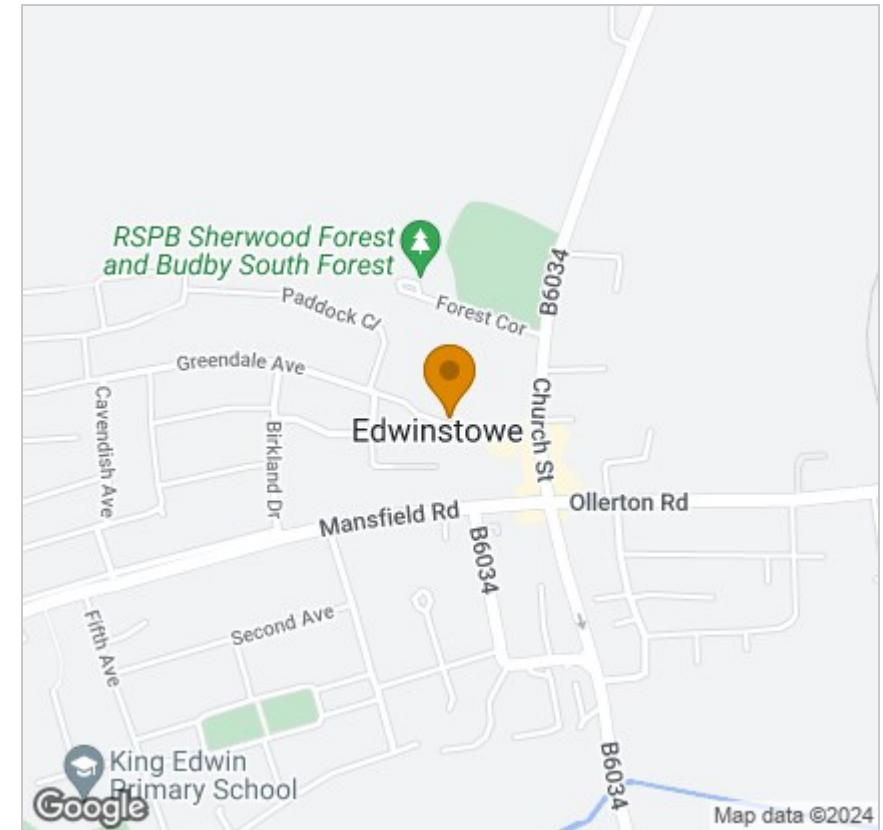 RSPB Sherwood Forest
and Budby South Forest
B6034
Paddock Cl
Forest Cor
Greendale Ave
Church St
Cavendish Ave
Birkland Dr
Edwinstowe
Mansfield Rd
Ollerton Rd
B6034
Fifth Ave
Second Ave
King Edwin
Primary School
B6034
Google
Map data ©2024